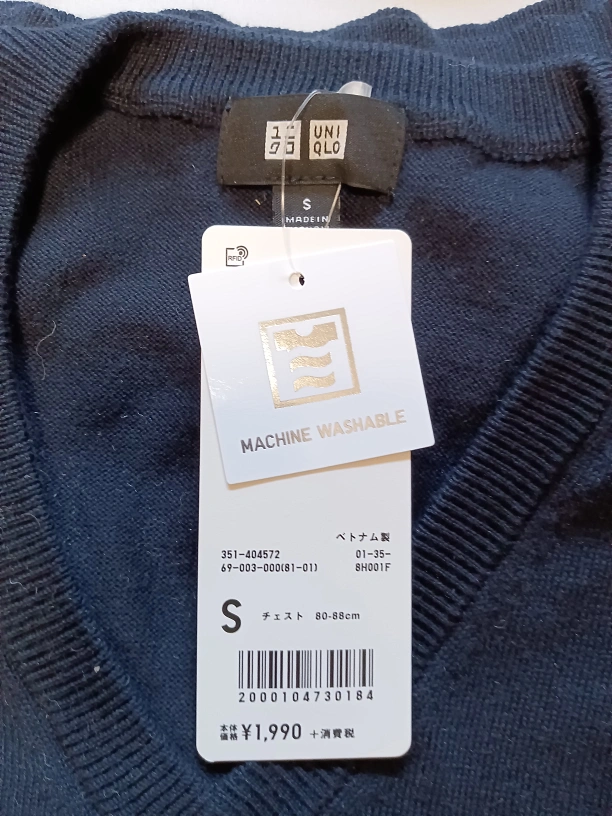 ユニ
クロ
UNI
QLO
S
MADE IN
RFID
MACHINE WASHABLE
ベトナム製
351-404572 01-35-
69-003-000(81-01) 8H001F
S チェスト 80-88cm
2000104730184
本体
価格 ¥1,990 +消費税